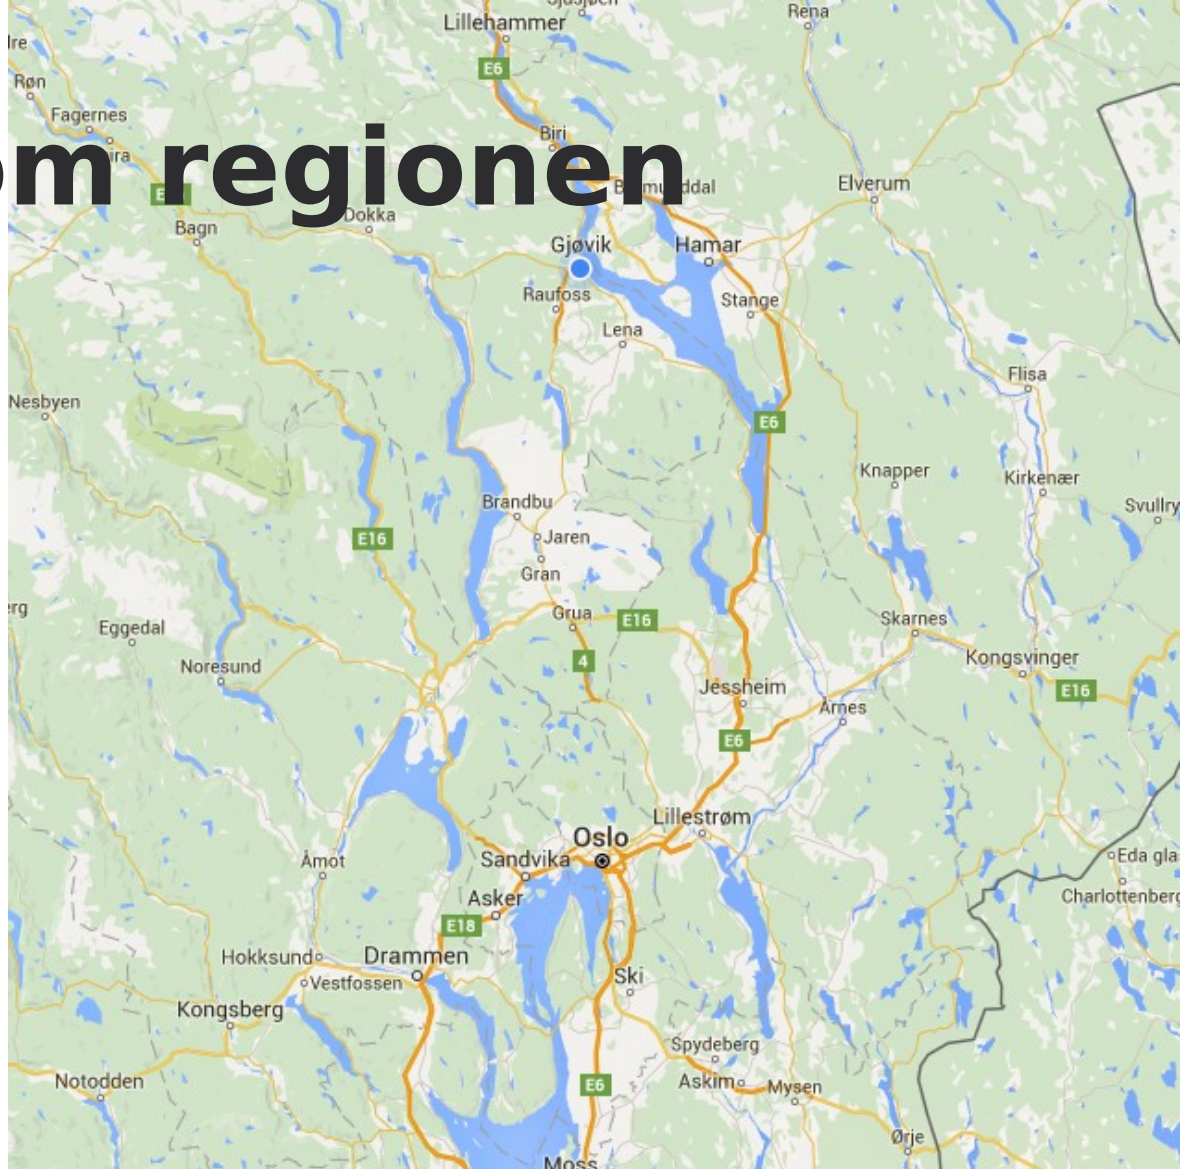 Lillehammer
Rena
E6
Røn
Fagernes
Biri
om regionen
Elverum
Dokka
Bagn
Gjøvik
Hamar
Raufoss
Stange
Lena
Flisa
Nesbyen
E6
Knapper
Kirkenær
Brandbu
Svullry
E16
Jaren
Gran
Grua
E16
Skarnes
Eggedal
4
Noresund
Kongsvinger
Jessheim
E16
Årnes
E6
Lillestrøm
Oslo
Åmot
Sandvika
Eda gla
Asker
Charlottenberg
E18
Hokksund
Drammen
Ski
Vestfossen
Kongsberg
Spydeberg
Notodden
Askim
Mysen
E6
Ørje
Moss